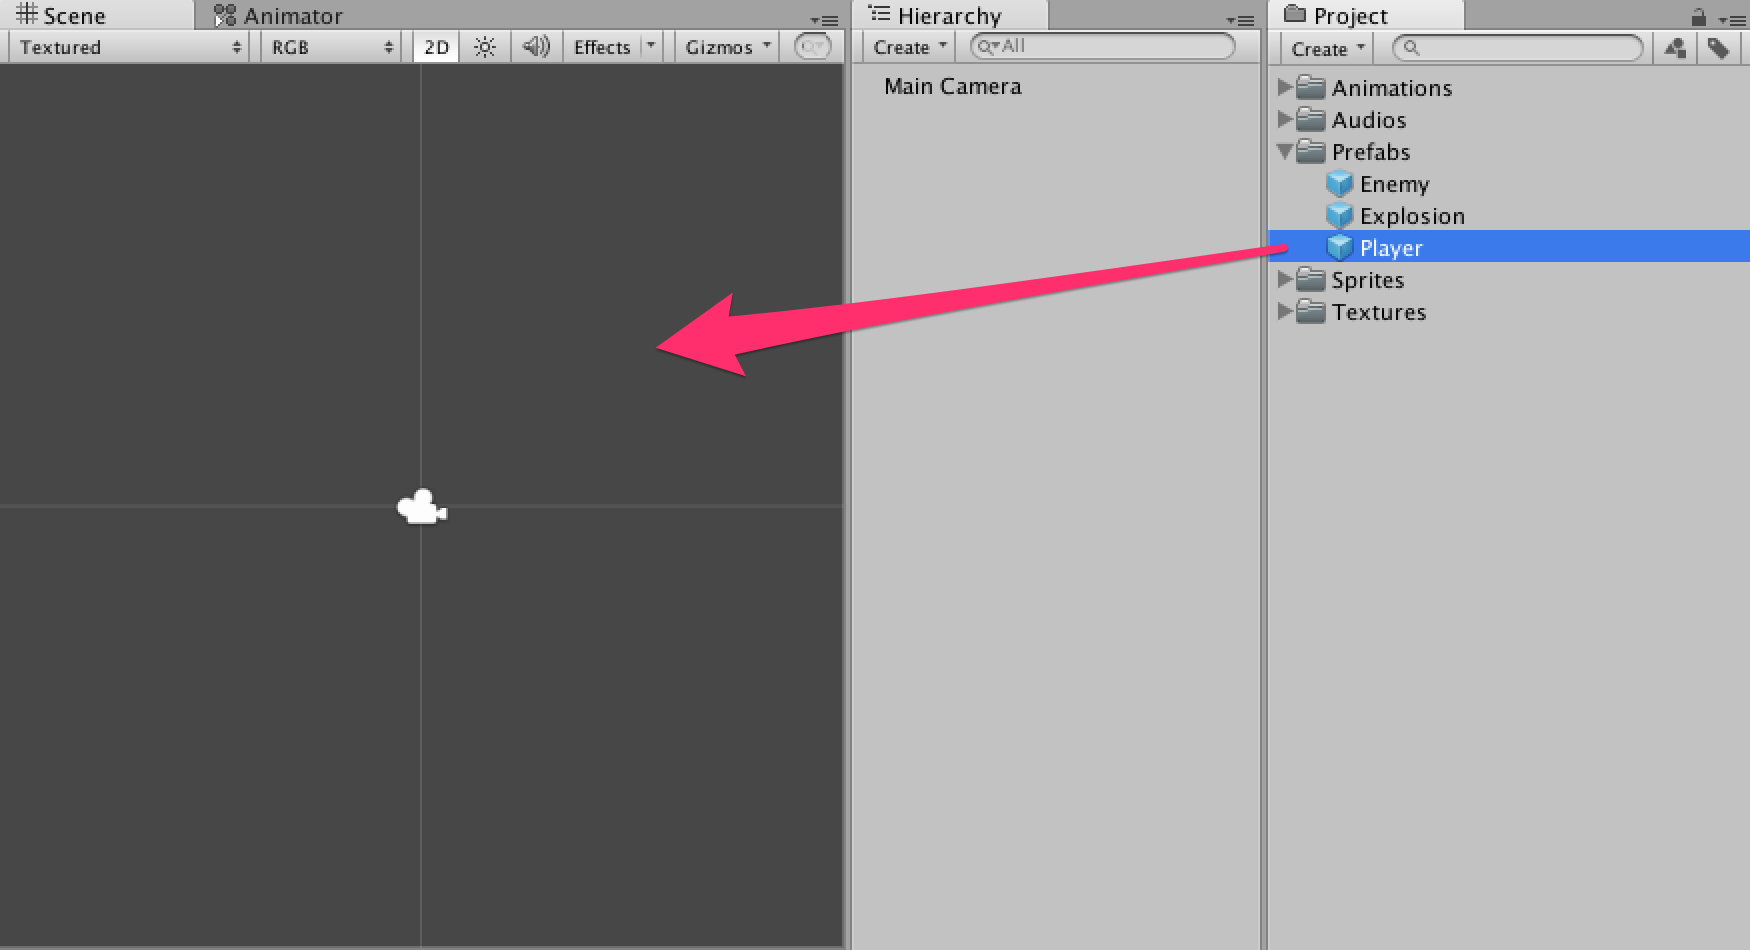 Scene
Animator
Textured
RGB
2D
Effects
Gizmos
Hierarchy
Create
All
Main Camera
Project
Create
Animations
Audios
Prefabs
Enemy
Explosion
Player
Sprites
Textures